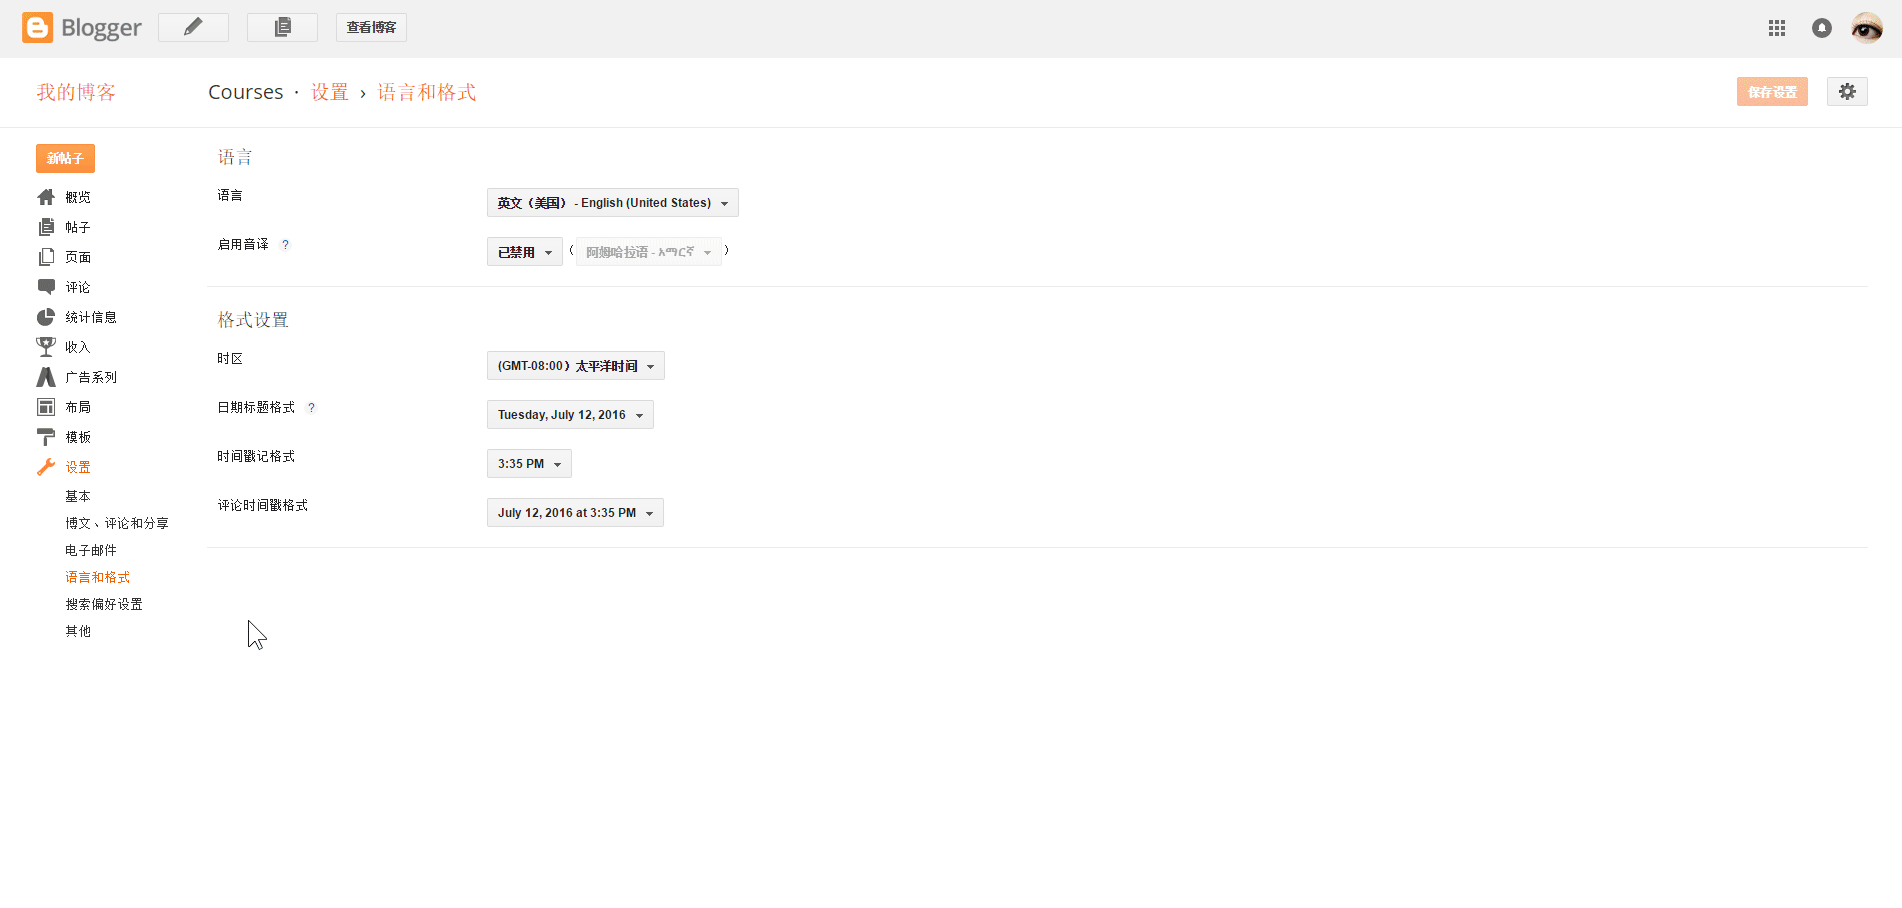 Blogger
查看博客
我的博客
Courses · 设置 › 语言和格式
保存设置
新帖子
概览
帖子
页面
评论
统计信息
收入
广告系列
布局
模板
设置
基本
博文、评论和分享
电子邮件
语言和格式
搜索偏好设置
其他
语言
语言
英文（美国） - English (United States)
启用音译 ?
已禁用
( 阿姆哈拉语 - አማርኛ )
格式设置
时区
(GMT-08:00）太平洋时间
日期标题格式 ?
Tuesday, July 12, 2016
时间戳记格式
3:35 PM
评论时间戳格式
July 12, 2016 at 3:35 PM